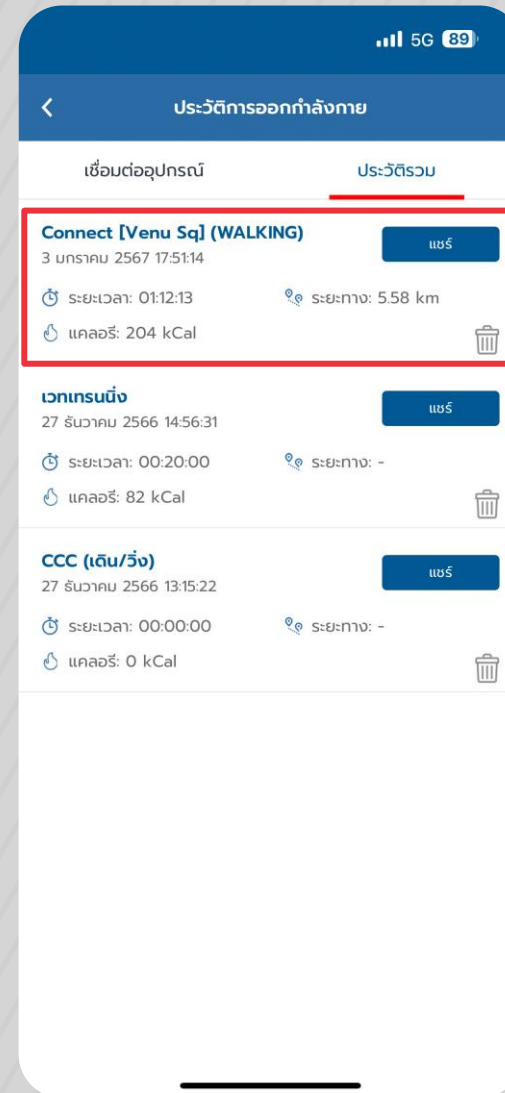 5G 89
ประวัติการออกกำลังกาย
เชื่อมต่ออุปกรณ์ ประวัติรวม
Connect [Venu Sq] (WALKING) แชร์
3 มกราคม 2567 17:51:14
ระยะเวลา: 01:12:13 ระยะทาง: 5.58 km
แคลอรี: 204 kCal
เวทเทรนนิ่ง แชร์
27 ธันวาคม 2566 14:56:31
ระยะเวลา: 00:20:00 ระยะทาง: -
แคลอรี: 82 kCal
CCC (เดิน/วิ่ง) แชร์
27 ธันวาคม 2566 13:15:22
ระยะเวลา: 00:00:00 ระยะทาง: -
แคลอรี: 0 kCal